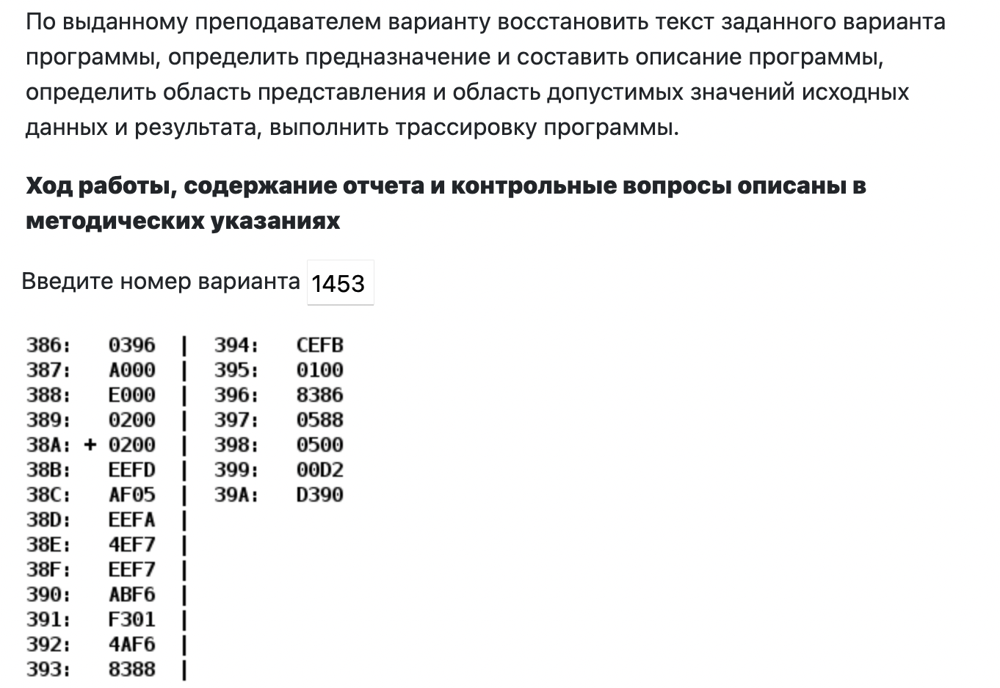 По выданному преподавателем варианту восстановить текст заданного варианта
программы, определить предназначение и составить описание программы,
определить область представления и область допустимых значений исходных
данных и результата, выполнить трассировку программы.
Ход работы, содержание отчета и контрольные вопросы описаны в
методических указаниях
Введите номер варианта 1453
386: 0396 | 394: CEFB
387: A000 | 395: 0100
388: E000 | 396: 8386
389: 0200 | 397: 0588
38A: + 0200 | 398: 0500
38B: EEFD | 399: 00D2
38C: AF05 | 39A: D390
38D: EEFA |
38E: 4EF7 |
38F: EEF7 |
390: ABF6 |
391: F301 |
392: 4AF6 |
393: 8388 |